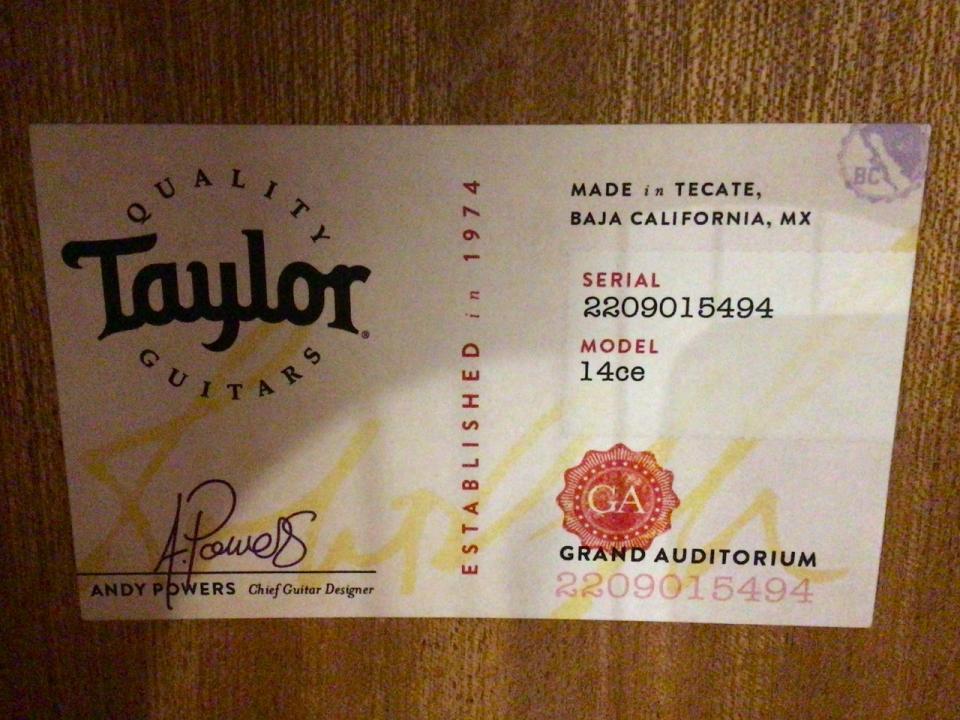 QUALITY
Taylor®
GUITARS
A. Powers
ANDY POWERS Chief Guitar Designer
ESTABLISHED in 1974
BC
MADE in TECATE,
BAJA CALIFORNIA, MX
SERIAL
2209015494
MODEL
14ce
GA
GRAND AUDITORIUM
2209015494